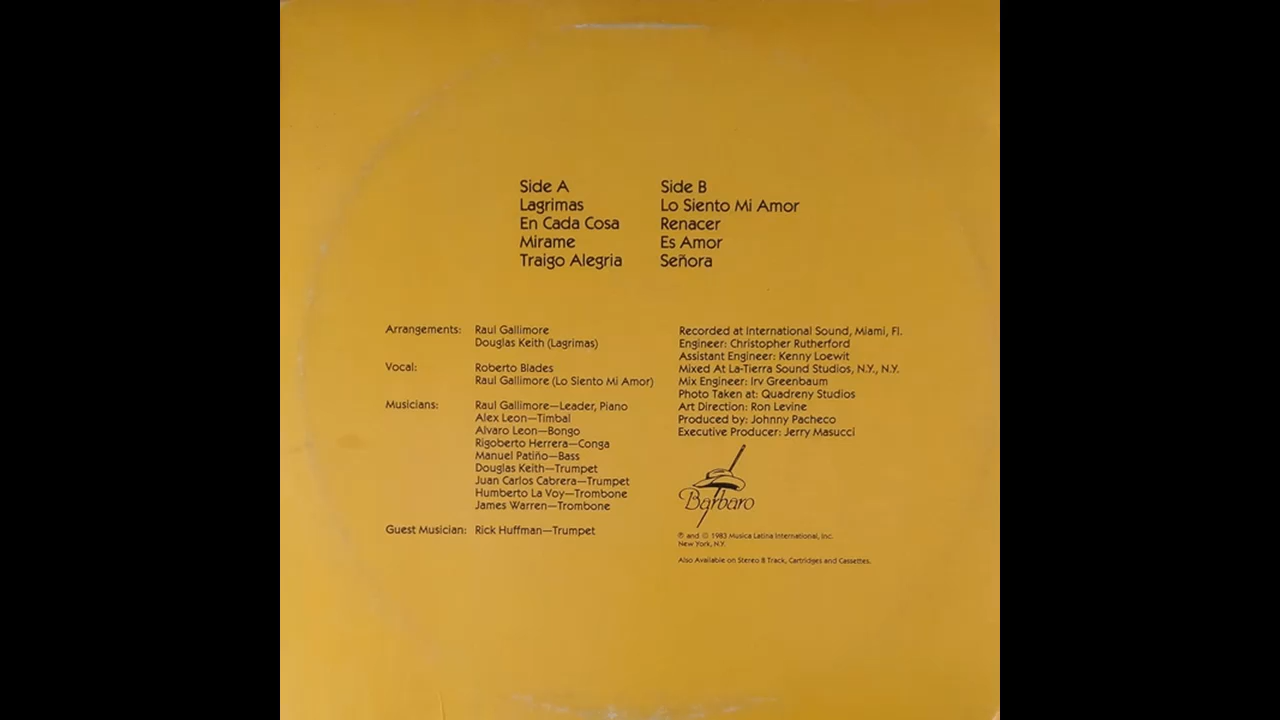 Side A
Lagrimas
En Cada Cosa
Mirame
Traigo Alegria
Side B
Lo Siento Mi Amor
Renacer
Es Amor
Señora
Arrangements: Raul Gallimore
Douglas Keith (Lagrimas)
Vocal: Roberto Blades
Raul Gallimore (Lo Siento Mi Amor)
Musicians: Raul Gallimore—Leader, Piano
Alex Leon—Timbal
Alvaro Leon—Bongo
Rigoberto Herrera—Conga
Manuel Patiño—Bass
Douglas Keith—Trumpet
Juan Carlos Cabrera—Trumpet
Humberto La Voy—Trombone
James Warren—Trombone
Guest Musician: Rick Huffman—Trumpet
Recorded at International Sound, Miami, Fl.
Engineer: Christopher Rutherford
Assistant Engineer: Kenny Loewit
Mixed At La-Tierra Sound Studios, N.Y., N.Y.
Mix Engineer: Irv Greenbaum
Photo Taken at: Quadreny Studios
Art Direction: Ron Levine
Produced by: Johnny Pacheco
Executive Producer: Jerry Masucci
Barbaro
℗ and © 1983 Musica Latina International, Inc.
New York, N.Y.
Also Available on Stereo 8 Track, Cartridges and Cassettes.